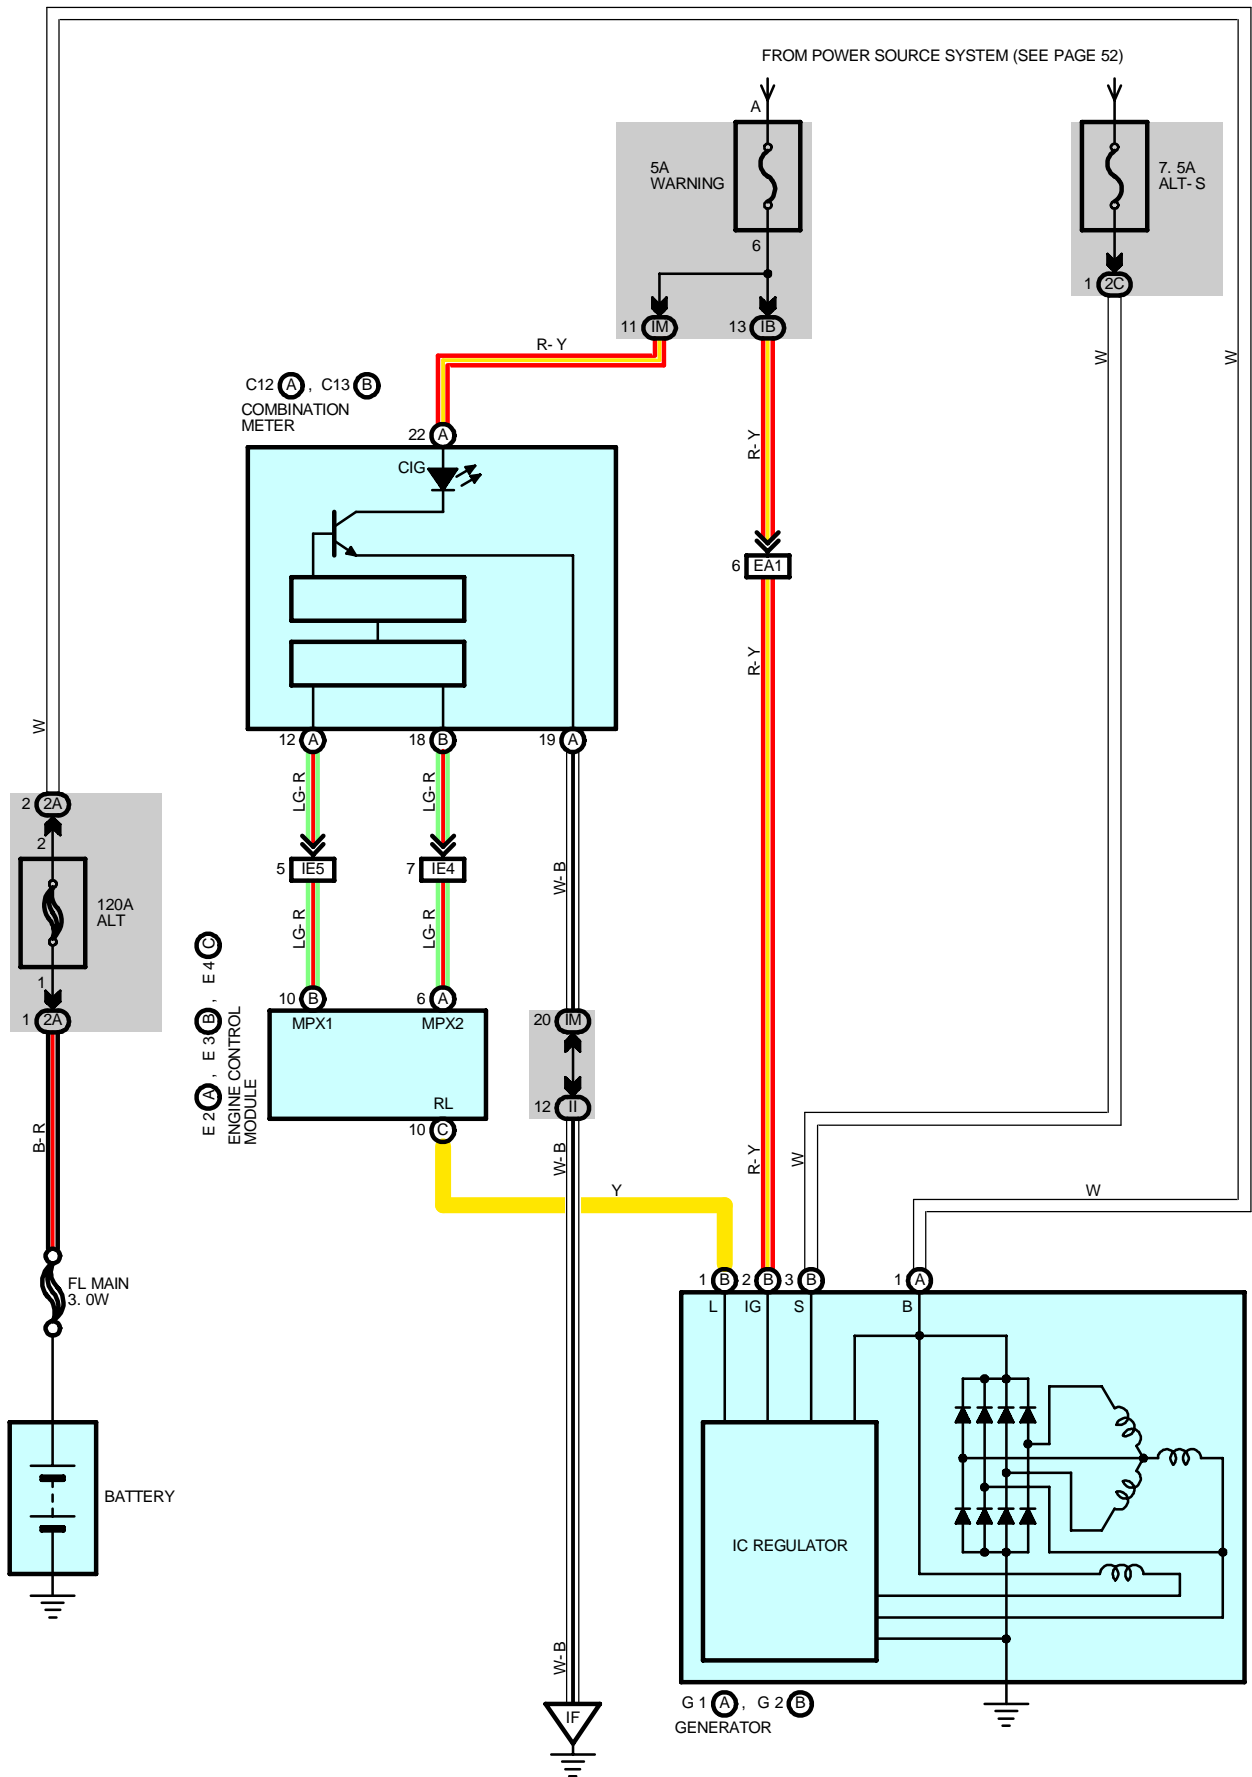 FROM POWER SOURCE SYSTEM (SEE PAGE 52)
A
5A
WARNING
7. 5A
ALT- S
6
1 2C
11 IM
13 IB
R- Y
W
W
C12 A , C13 B
COMBINATION
METER
22 A
R- Y
CIG
6 EA1
R- Y
W
12 A
18 B
19 A
LG- R
LG- R
2 2A
2
5 IE5
7 IE4
W- B
120A
ALT
LG- R
LG- R
1
1 2A
E 2 A , E 3 B , E 4 C
ENGINE CONTROL
MODULE
10 B
6 A
MPX1
MPX2
20 IM
RL
12 II
10 C
B- R
W- B
R- Y
W
Y
W
FL MAIN
3. 0W
1 B
2 B
3 B
1 A
L
IG
S
B
BATTERY
IC REGULATOR
W- B
IF
G 1 A , G 2 B
GENERATOR